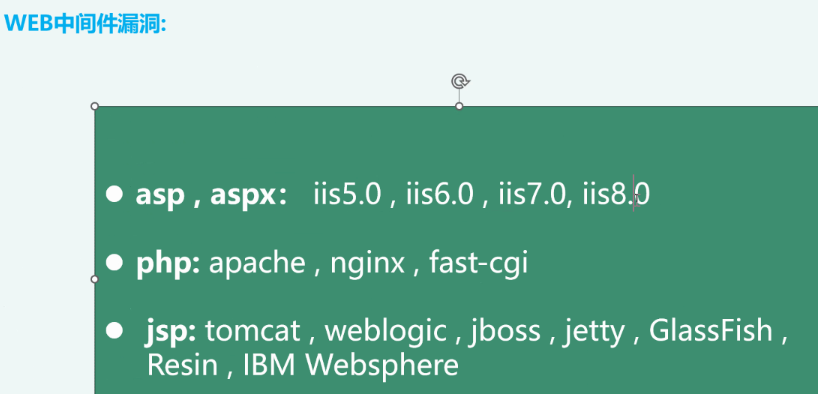 WEB中间件漏洞:
● asp , aspx： iis5.0 , iis6.0 , iis7.0, iis8.0
● php: apache , nginx , fast-cgi
● jsp: tomcat , weblogic , jboss , jetty , GlassFish ,
Resin , IBM Websphere